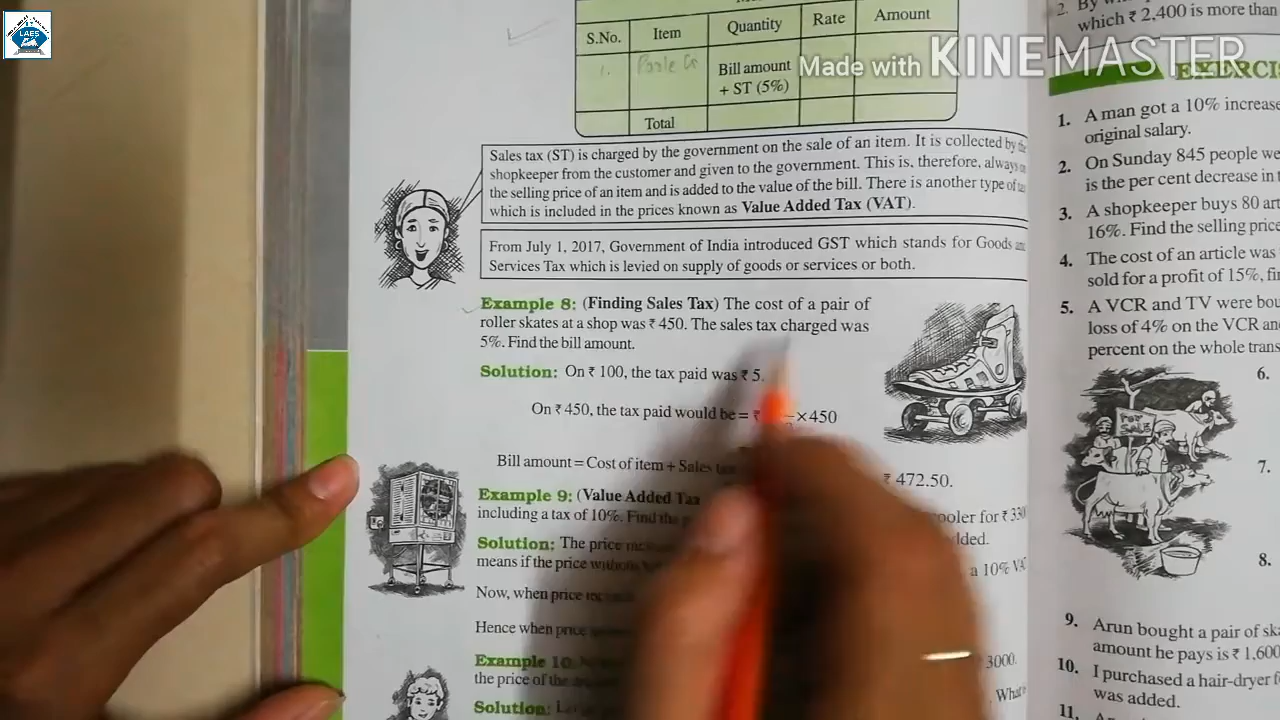 LAES
S.No.
Item
Quantity
Rate
Amount
1.
Parle G
Bill amount
+ ST (5%)
Total
Made with KINEMASTER
Sales tax (ST) is charged by the government on the sale of an item. It is collected by
shopkeeper from the customer and given to the government. This is, therefore, always
the selling price of an item and is added to the value of the bill. There is another type of
which is included in the prices known as Value Added Tax (VAT).
From July 1, 2017, Government of India introduced GST which stands for Goods
Services Tax which is levied on supply of goods or services or both.
Example 8: (Finding Sales Tax) The cost of a pair of
roller skates at a shop was ₹ 450. The sales tax charged was
5%. Find the bill amount.
Solution: On ₹ 100, the tax paid was ₹ 5.
On ₹ 450, the tax paid would be = ₹ ×450
Bill amount = Cost of item + Sales ₹ 472.50.
Example 9: (Value Added Tax cooler for ₹ 330
including a tax of 10%. Find the
Solution: The price
means if the price without a 10% VAT
Now, when price
Hence when price 3000.
Example 10:
the price of the
Solution:
2. By
which ₹ 2,400 is more than
EXERCIS
1. A man got a 10% increase
original salary.
2. On Sunday 845 people we
is the per cent decrease in
3. A shopkeeper buys 80 art
16%. Find the selling price
4. The cost of an article was
sold for a profit of 15%, fin
5. A VCR and TV were bou
loss of 4% on the VCR an
percent on the whole trans
6.
FOR SALE
7.
8.
9. Arun bought a pair of ska
amount he pays is ₹ 1,600
10. I purchased a hair-dryer f
was added.
11.